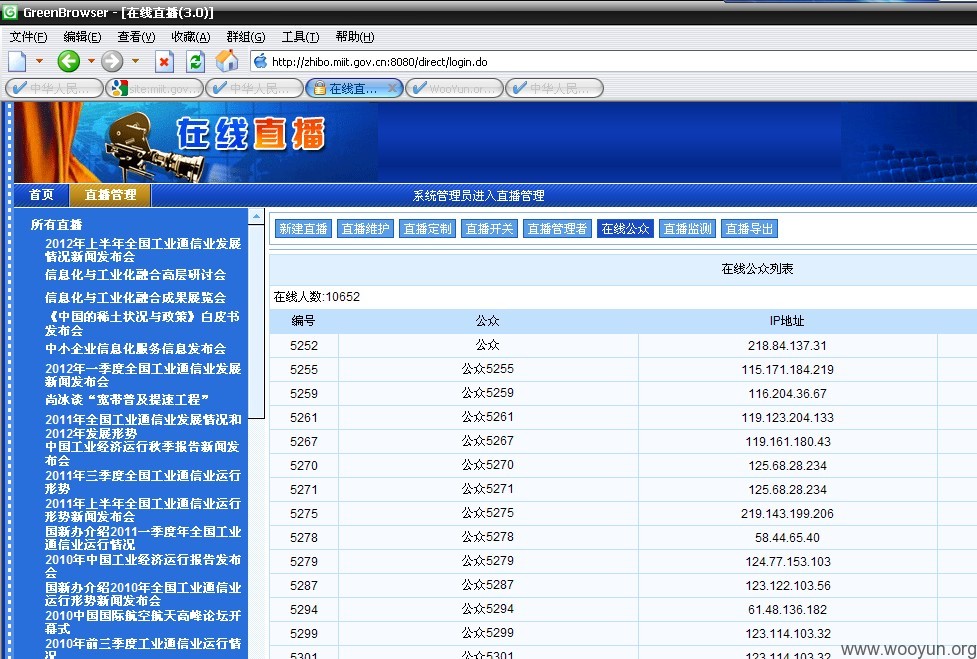 GreenBrowser - [在线直播(3.0)]
文件(F) 编辑(E) 查看(V) 收藏(A) 群组(G) 工具(T) 帮助(H)
http://zhibo.miit.gov.cn:8080/direct/login.do
中华人民... site:miit.gov... 中华人民... 在线直... WooYun.or... 中华人民...
在线直播
首页 直播管理 系统管理员进入直播管理
所有直播
2012年上半年全国工业通信业发展
情况新闻发布会
信息化与工业化融合高层研讨会
信息化与工业化融合成果展览会
《中国的稀土状况与政策》白皮书
发布会
中小企业信息化服务信息发布会
2012年一季度全国工业通信业发展
新闻发布会
尚冰谈“宽带普及提速工程”
2011年全国工业通信业发展情况和
2012年发展形势
中国工业经济运行秋季报告新闻发
布会
2011年三季度全国工业通信业运行
形势
2011年上半年全国工业通信业运行
形势新闻发布会
国新办介绍2011一季度年全国工业
通信业运行情况
2010年中国工业经济运行报告发布
会
国新办介绍2010年全国工业通信业
运行形势新闻发布会
2010中国国际航空航天高峰论坛开
幕式
2010年前三季度工业通信业运行情
况
新建直播 直播维护 直播定制 直播开关 直播管理者 在线公众 直播监测 直播导出
在线公众列表
在线人数:10652
编号 公众 IP地址
5252 公众 218.84.137.31
5255 公众5255 115.171.184.219
5259 公众5259 116.204.36.67
5261 公众5261 119.123.204.133
5267 公众5267 119.161.180.43
5270 公众5270 125.68.28.234
5271 公众5271 125.68.28.234
5275 公众5275 219.143.199.206
5278 公众5278 58.44.65.40
5279 公众5279 124.77.153.103
5287 公众5287 123.122.103.56
5294 公众5294 61.48.136.182
5299 公众5299 123.114.103.32
5301 公众5301 123.114.103.32
www.wooyun.org